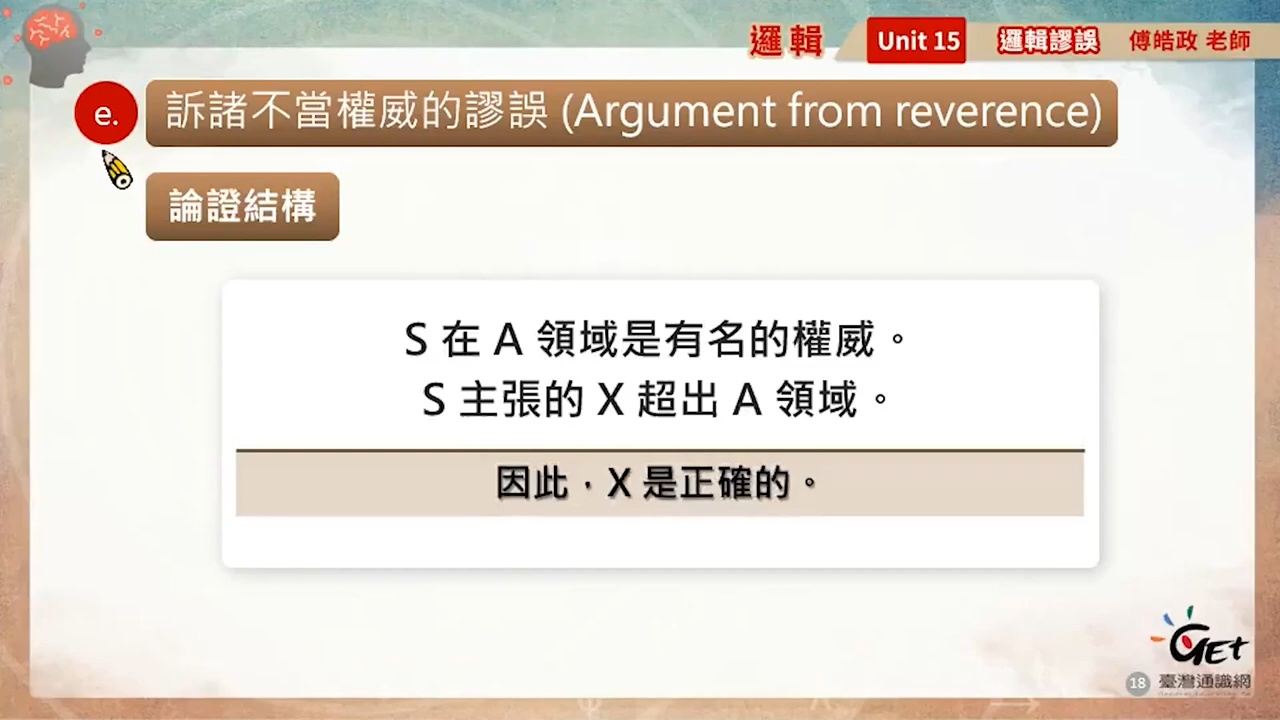 邏輯
Unit 15
邏輯謬誤
傅皓政 老師
e.
訴諸不當權威的謬誤 (Argument from reverence)
論證結構
S 在 A 領域是有名的權威。
S 主張的 X 超出 A 領域。
因此,X 是正確的。
GET
18
臺灣通識網